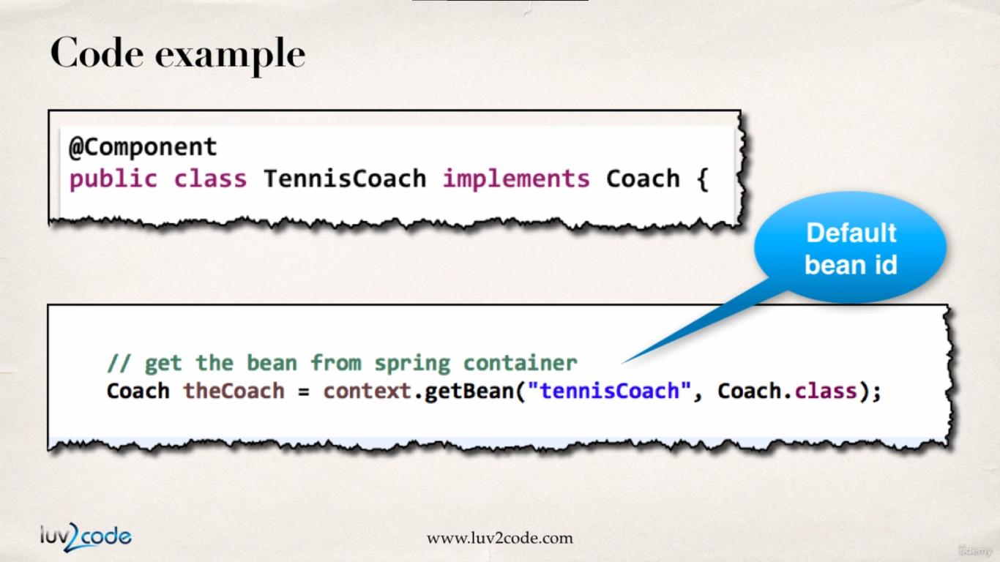 Code example
@Component
public class TennisCoach implements Coach {
Default
bean id
// get the bean from spring container
Coach theCoach = context.getBean("tennisCoach", Coach.class);
luv2code
www.luv2code.com
ûdemy